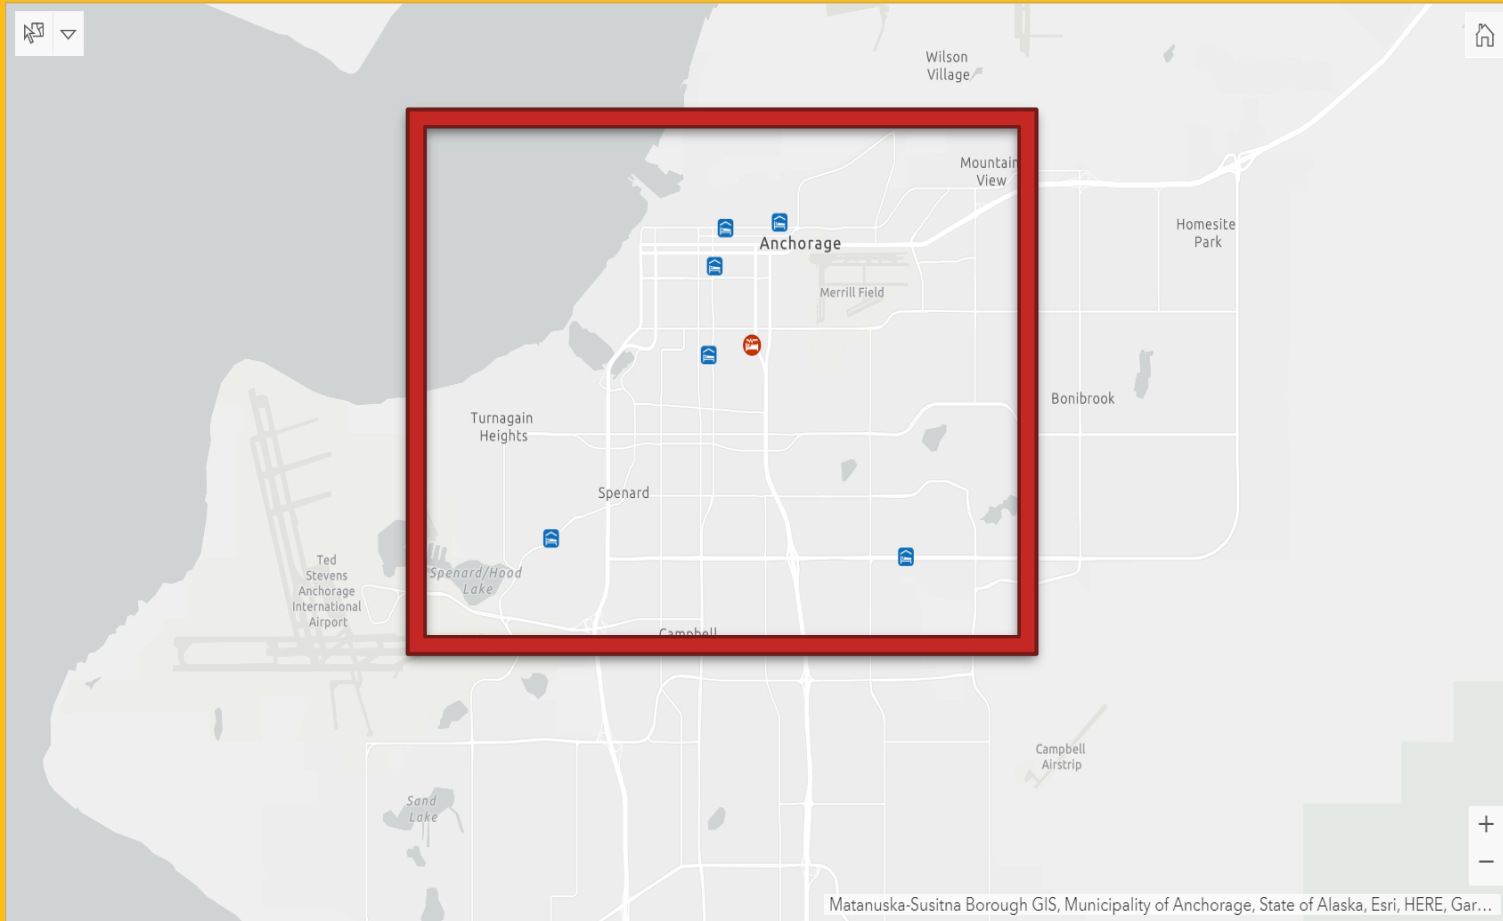 Wilson
Village
Mountain
View
Homesite
Park
Anchorage
Merrill Field
Bonibrook
Turnagain
Heights
Spenard
Ted
Stevens
Anchorage
International
Airport
Spenard/Hood
Lake
Campbell
Campbell
Airstrip
Sand
Lake
+
−
Matanuska-Susitna Borough GIS, Municipality of Anchorage, State of Alaska, Esri, HERE, Gar...